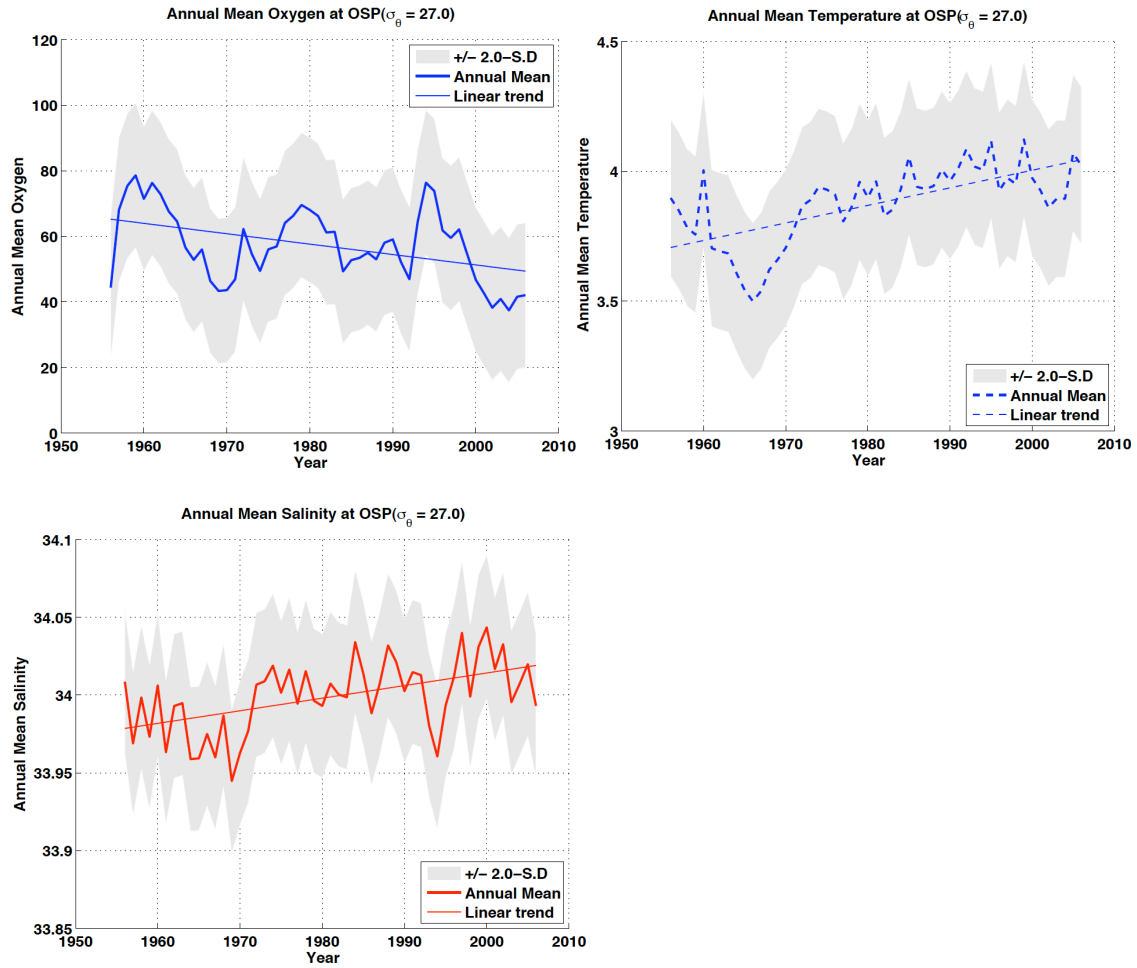 Annual Mean Oxygen at OSP(σθ = 27.0)
120
100
80
60
40
20
0
Annual Mean Oxygen
+/− 2.0−S.D
Annual Mean
Linear trend
1950 1960 1970 1980 1990 2000 2010
Year
Annual Mean Temperature at OSP(σθ = 27.0)
4.5
4
3.5
3
Annual Mean Temperature
+/− 2.0−S.D
Annual Mean
Linear trend
1950 1960 1970 1980 1990 2000 2010
Year
Annual Mean Salinity at OSP(σθ = 27.0)
34.1
34.05
34
33.95
33.9
33.85
Annual Mean Salinity
+/− 2.0−S.D
Annual Mean
Linear trend
1950 1960 1970 1980 1990 2000 2010
Year